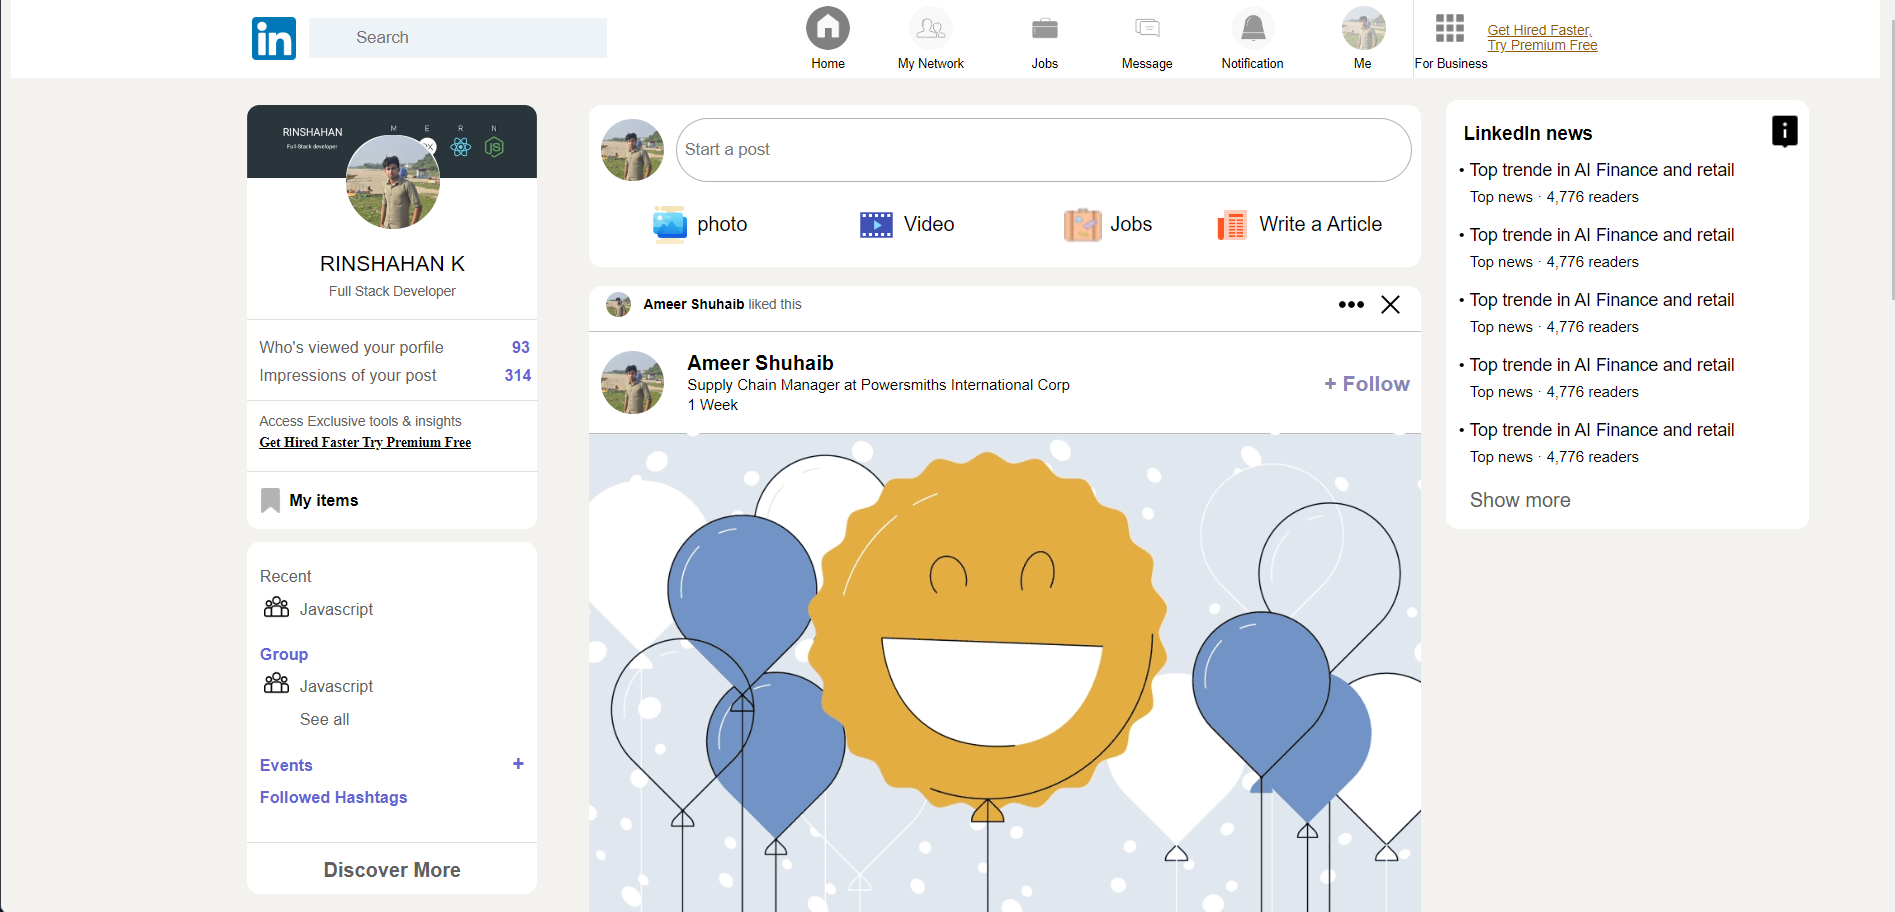 in
Search
Home
My Network
Jobs
Message
Notification
Me
For Business
Get Hired Faster,
Try Premium Free
RINSHAHAN
Full Stack developer
M E R N
JS
RINSHAHAN K
Full Stack Developer
Who's viewed your porfile 93
Impressions of your post 314
Access Exclusive tools & insights
Get Hired Faster Try Premium Free
My items
Recent
Javascript
Group
Javascript
See all
Events +
Followed Hashtags
Discover More
Start a post
photo
Video
Jobs
Write a Article
Ameer Shuhaib liked this
Ameer Shuhaib
Supply Chain Manager at Powersmiths International Corp
1 Week
+ Follow
LinkedIn news
• Top trende in AI Finance and retail
Top news · 4,776 readers
• Top trende in AI Finance and retail
Top news · 4,776 readers
• Top trende in AI Finance and retail
Top news · 4,776 readers
• Top trende in AI Finance and retail
Top news · 4,776 readers
• Top trende in AI Finance and retail
Top news · 4,776 readers
Show more